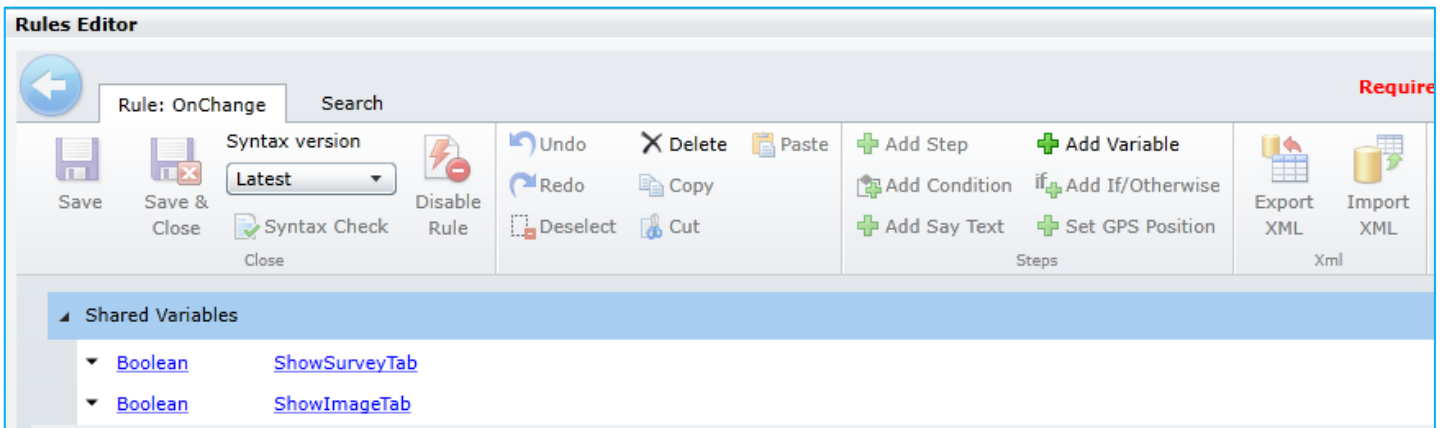 Rules Editor
Rule: OnChange
Search
Require
Save
Save &
Close
Syntax version
Latest
Syntax Check
Disable
Rule
Close
Undo
Redo
Deselect
Delete
Copy
Cut
Paste
Add Step
Add Condition
Add Say Text
Add Variable
if Add If/Otherwise
Set GPS Position
Steps
Export
XML
Import
XML
Xml
Shared Variables
Boolean ShowSurveyTab
Boolean ShowImageTab